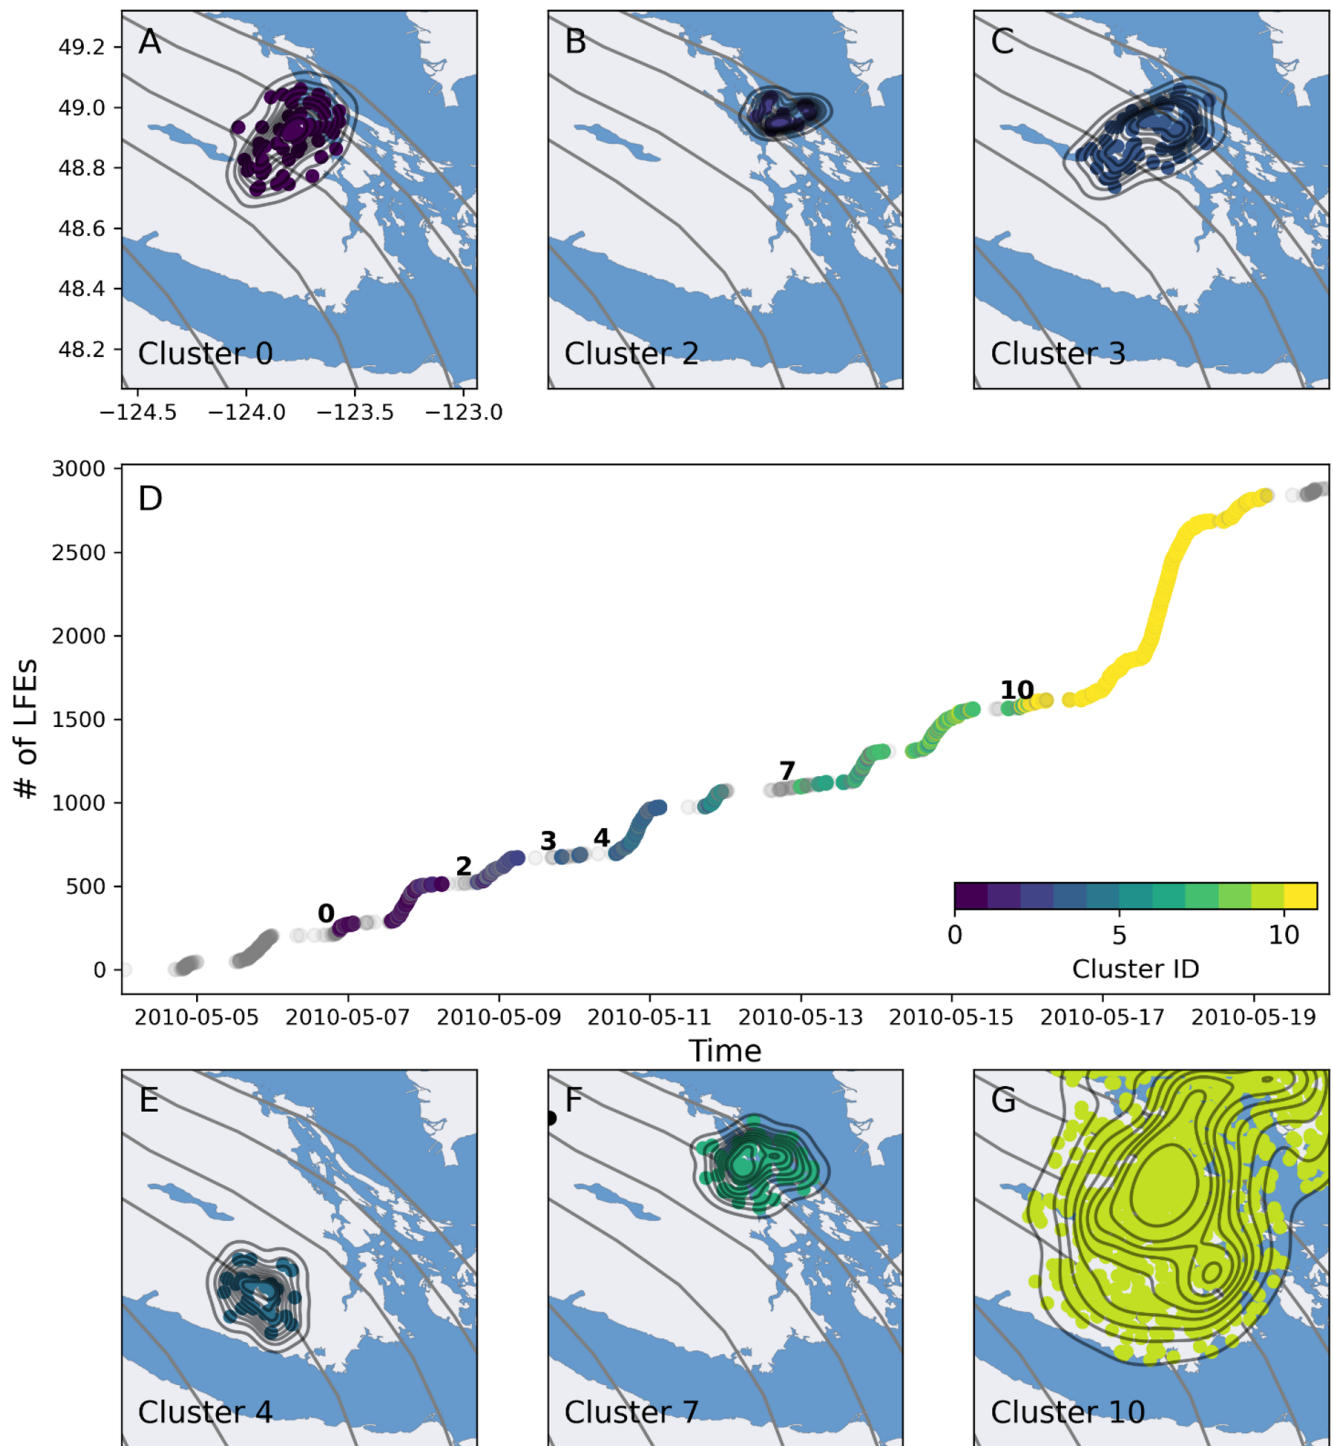 A
B
C
49.2
49.0
48.8
48.6
48.4
48.2
Cluster 0
Cluster 2
Cluster 3
−124.5
−124.0
−123.5
−123.0
D
3000
2500
2000
1500
1000
500
0
# of LFEs
0
2
3
4
7
10
0
5
10
Cluster ID
2010-05-05
2010-05-07
2010-05-09
2010-05-11
2010-05-13
2010-05-15
2010-05-17
2010-05-19
Time
E
F
G
Cluster 4
Cluster 7
Cluster 10